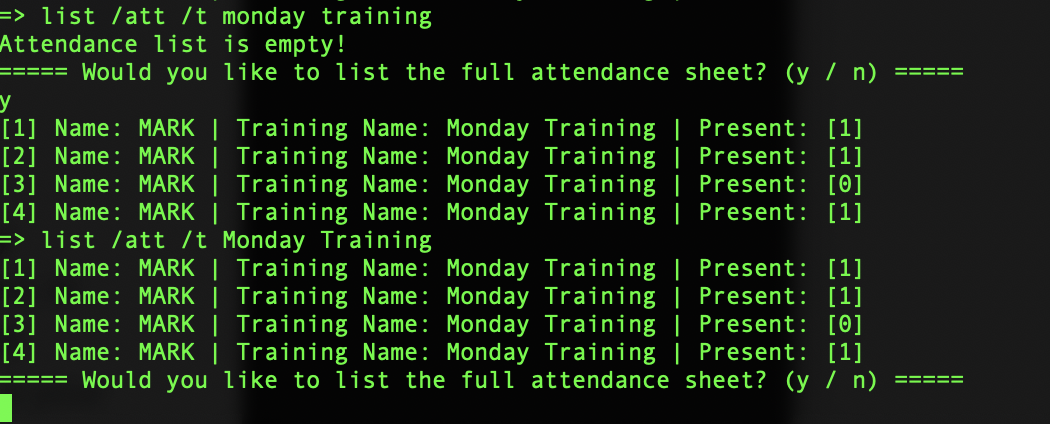 => list /att /t monday training
Attendance list is empty!
===== Would you like to list the full attendance sheet? (y / n) =====
y
[1] Name: MARK | Training Name: Monday Training | Present: [1]
[2] Name: MARK | Training Name: Monday Training | Present: [1]
[3] Name: MARK | Training Name: Monday Training | Present: [0]
[4] Name: MARK | Training Name: Monday Training | Present: [1]
=> list /att /t Monday Training
[1] Name: MARK | Training Name: Monday Training | Present: [1]
[2] Name: MARK | Training Name: Monday Training | Present: [1]
[3] Name: MARK | Training Name: Monday Training | Present: [0]
[4] Name: MARK | Training Name: Monday Training | Present: [1]
===== Would you like to list the full attendance sheet? (y / n) =====